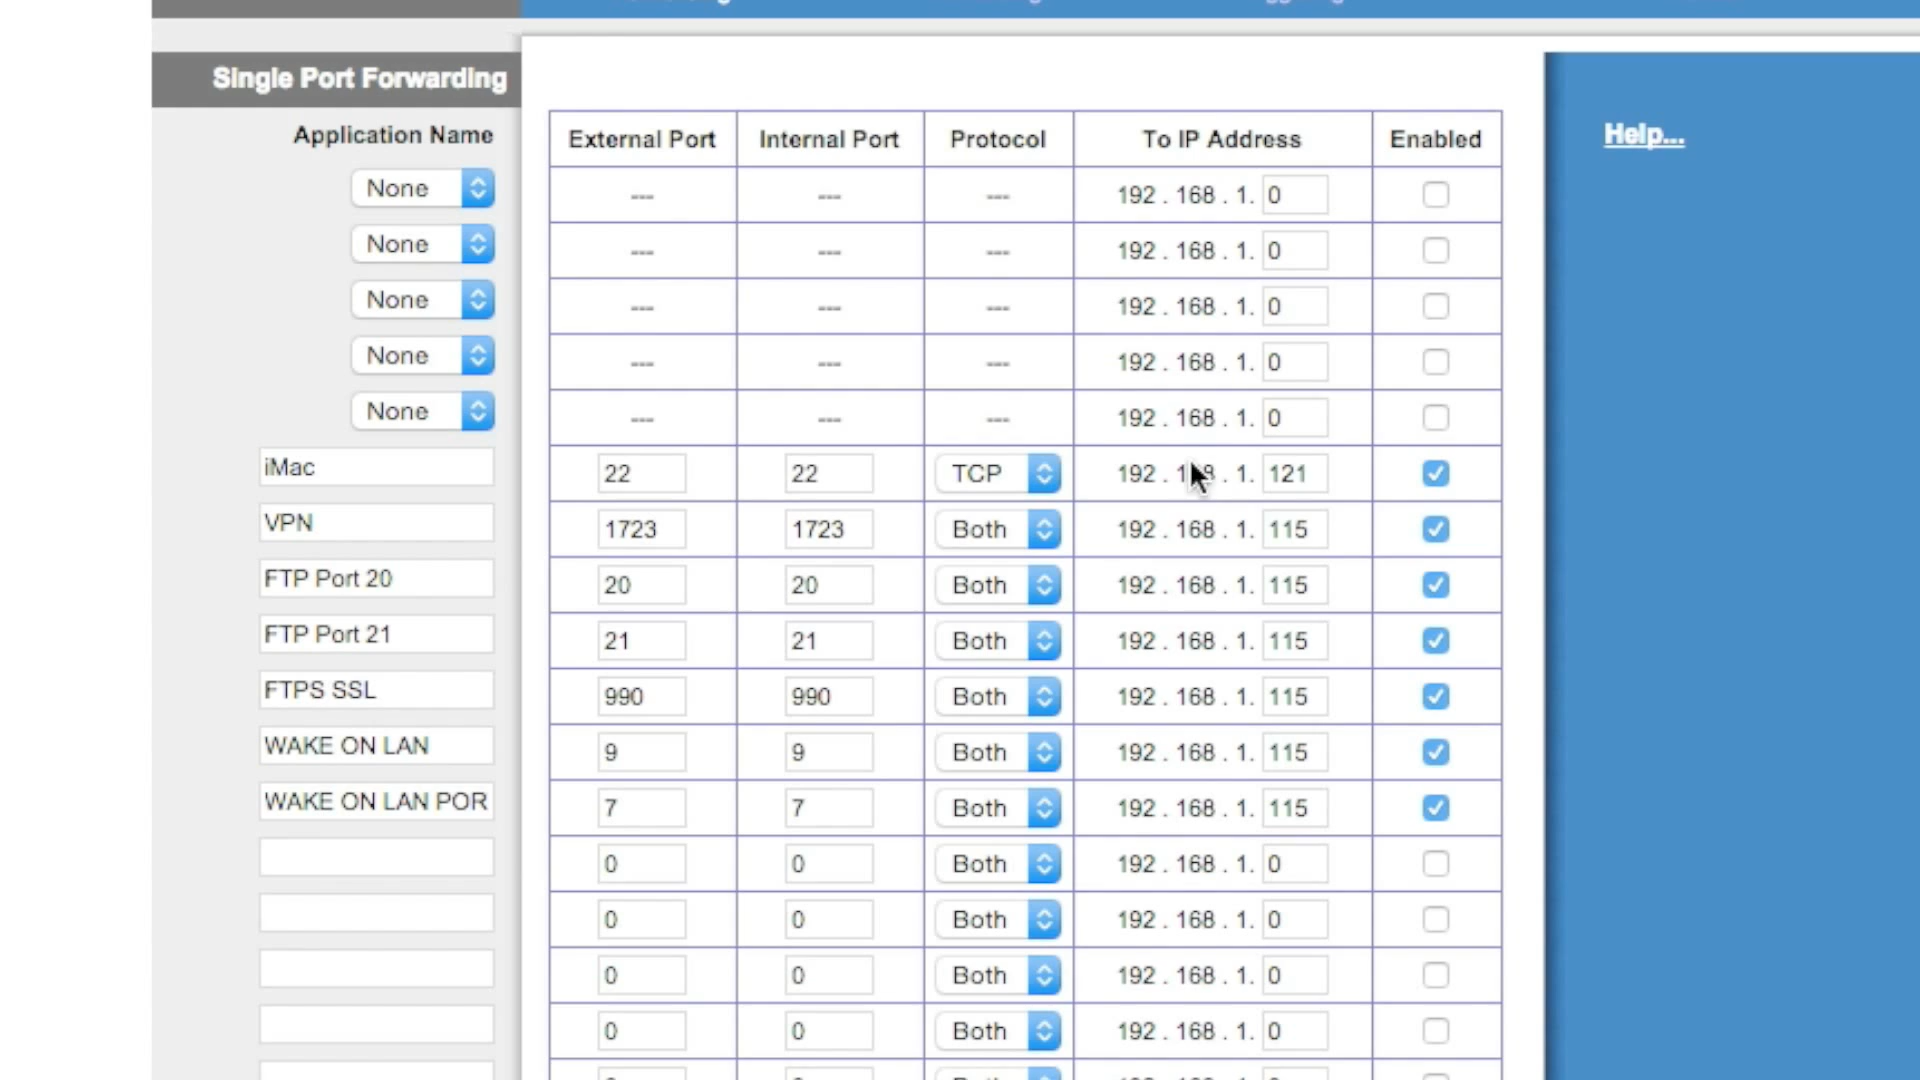 Single Port Forwarding
Application Name External Port Internal Port Protocol To IP Address Enabled
Help...
None --- --- --- 192 . 168 . 1. 0
None --- --- --- 192 . 168 . 1. 0
None --- --- --- 192 . 168 . 1. 0
None --- --- --- 192 . 168 . 1. 0
None --- --- --- 192 . 168 . 1. 0
iMac 22 22 TCP 192 . 168 . 1. 121
VPN 1723 1723 Both 192 . 168 . 1. 115
FTP Port 20 20 20 Both 192 . 168 . 1. 115
FTP Port 21 21 21 Both 192 . 168 . 1. 115
FTPS SSL 990 990 Both 192 . 168 . 1. 115
WAKE ON LAN 9 9 Both 192 . 168 . 1. 115
WAKE ON LAN POR 7 7 Both 192 . 168 . 1. 115
0 0 Both 192 . 168 . 1. 0
0 0 Both 192 . 168 . 1. 0
0 0 Both 192 . 168 . 1. 0
0 0 Both 192 . 168 . 1. 0